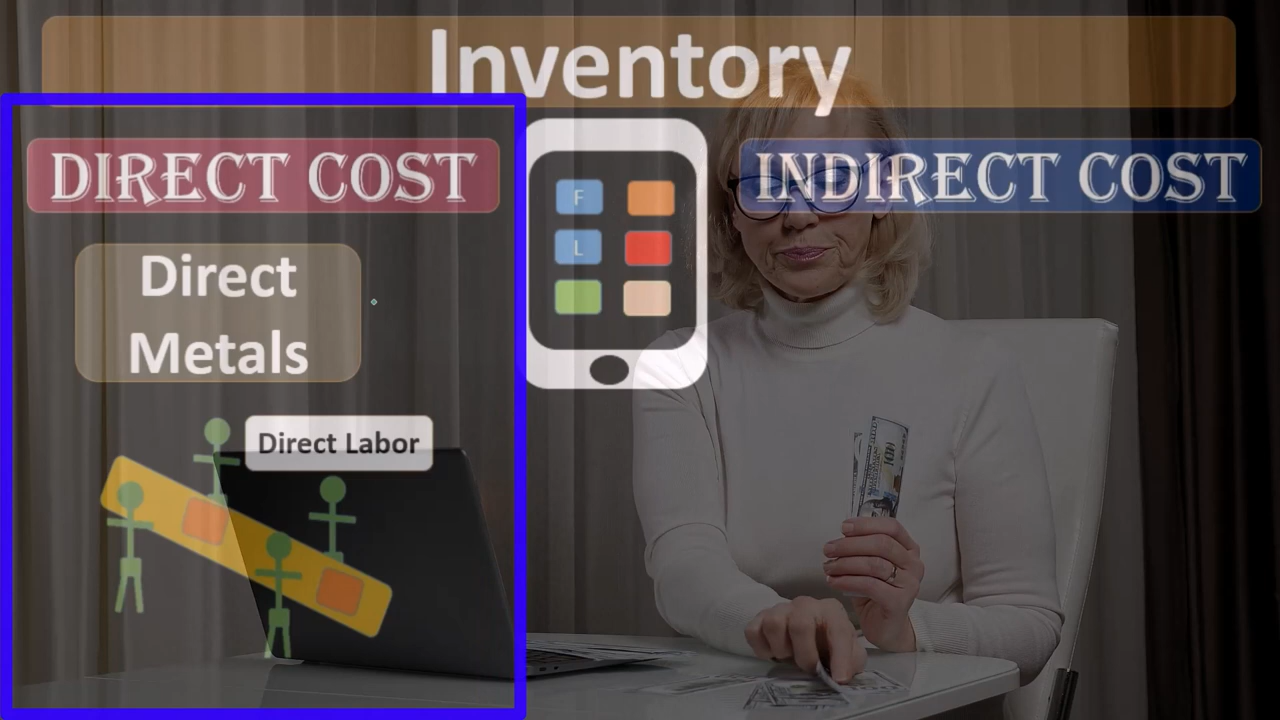 Inventory
DIRECT COST
INDIRECT COST
F
L
Direct
Metals
Direct Labor